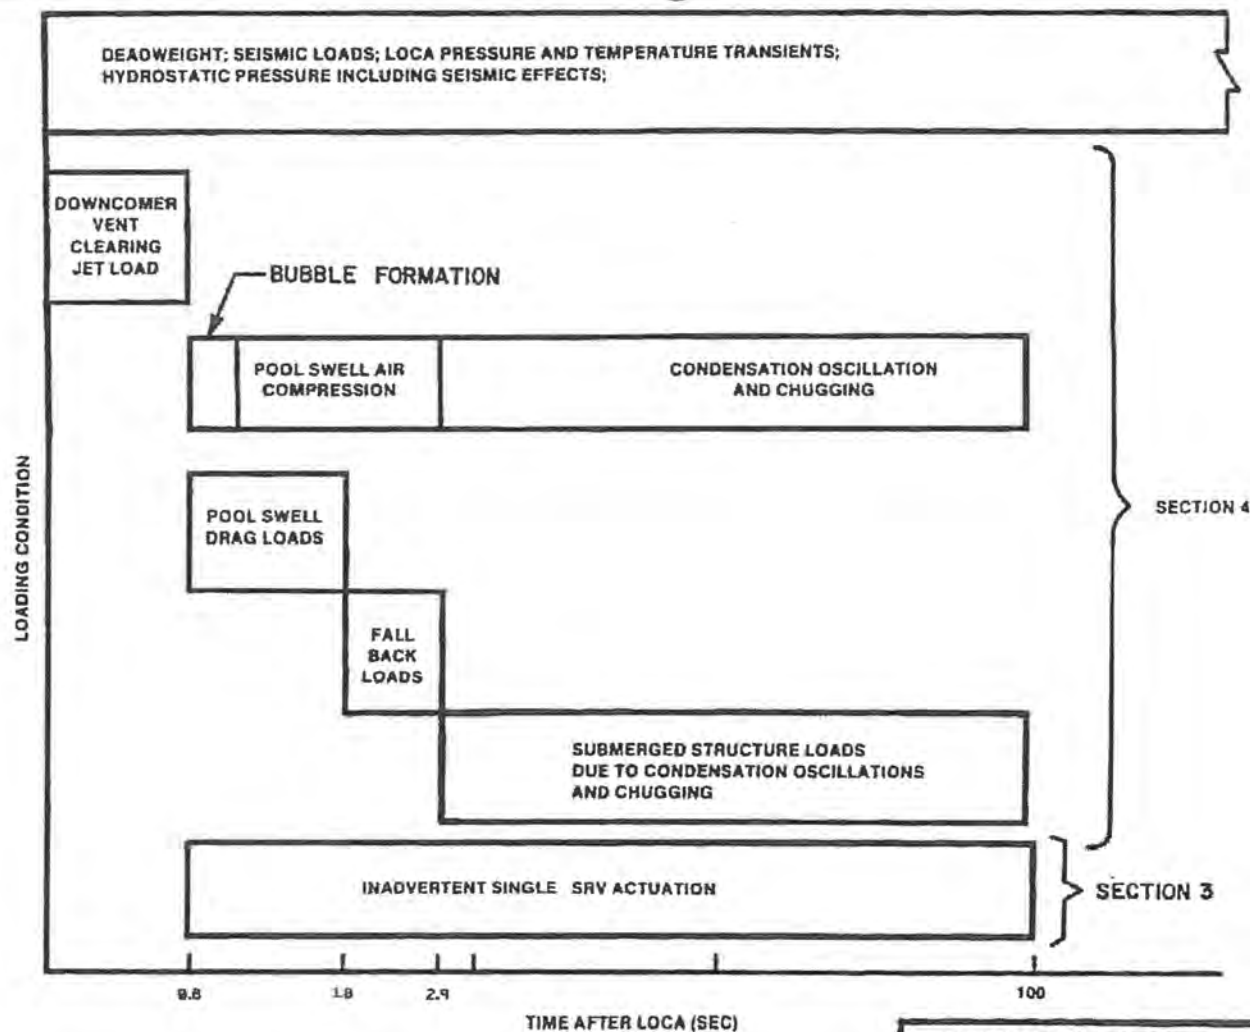 DEADWEIGHT; SEISMIC LOADS; LOCA PRESSURE AND TEMPERATURE TRANSIENTS;
HYDROSTATIC PRESSURE INCLUDING SEISMIC EFFECTS;
DOWNCOMER
VENT
CLEARING
JET LOAD
BUBBLE FORMATION
POOL SWELL AIR
COMPRESSION
CONDENSATION OSCILLATION
AND CHUGGING
POOL SWELL
DRAG LOADS
FALL
BACK
LOADS
SUBMERGED STRUCTURE LOADS
DUE TO CONDENSATION OSCILLATIONS
AND CHUGGING
INADVERTENT SINGLE SRV ACTUATION
SECTION 4
SECTION 3
LOADING CONDITION
100
TIME AFTER LOCA (SEC)